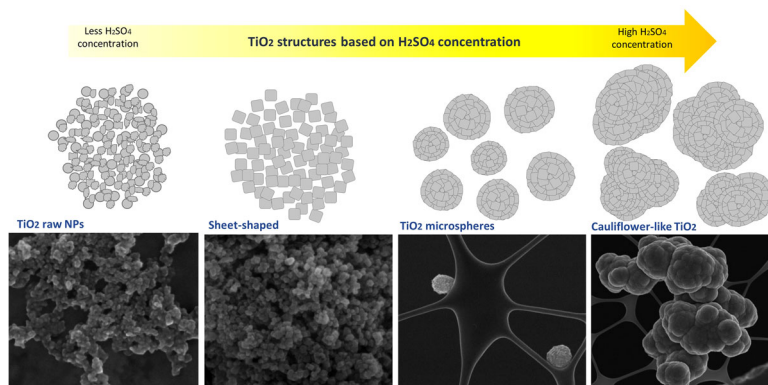 Less H₂SO₄
concentration
TiO₂ structures based on H₂SO₄ concentration
High H₂SO₄
concentration
TiO₂ raw NPs
Sheet-shaped
TiO₂ microspheres
Cauliflower-like TiO₂